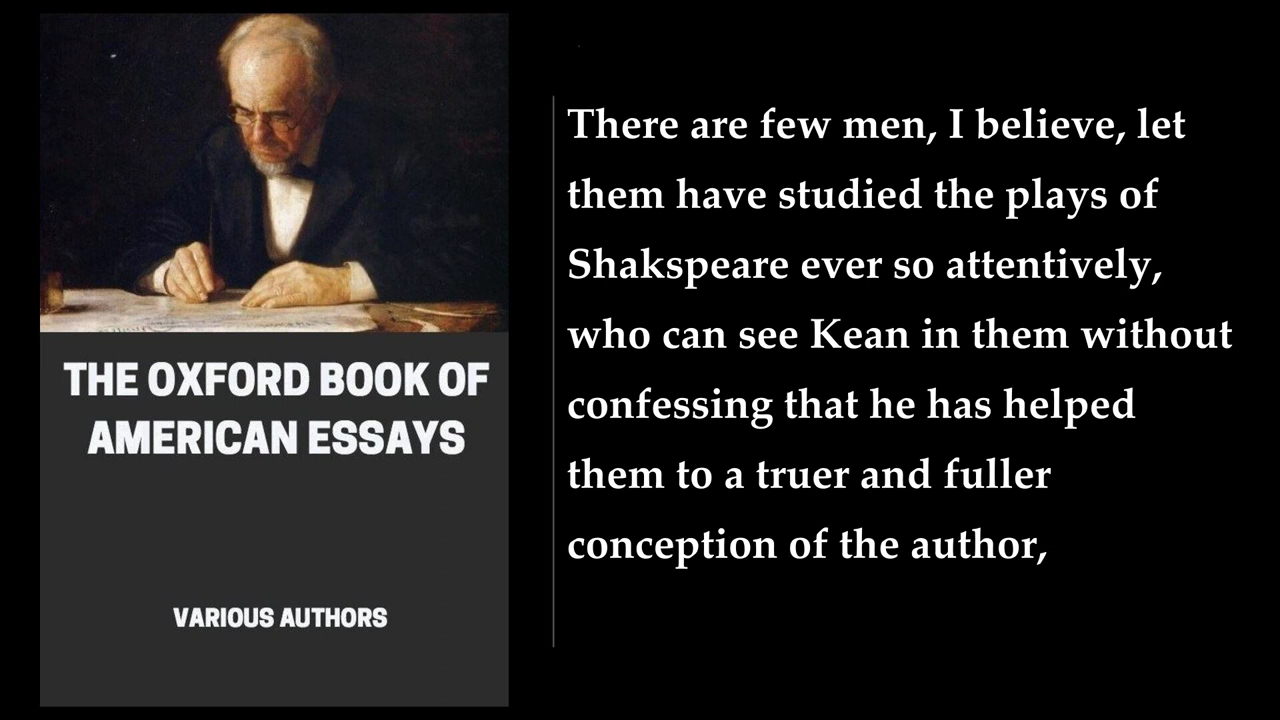 THE OXFORD BOOK OF
AMERICAN ESSAYS
VARIOUS AUTHORS
There are few men, I believe, let
them have studied the plays of
Shakspeare ever so attentively,
who can see Kean in them without
confessing that he has helped
them to a truer and fuller
conception of the author,